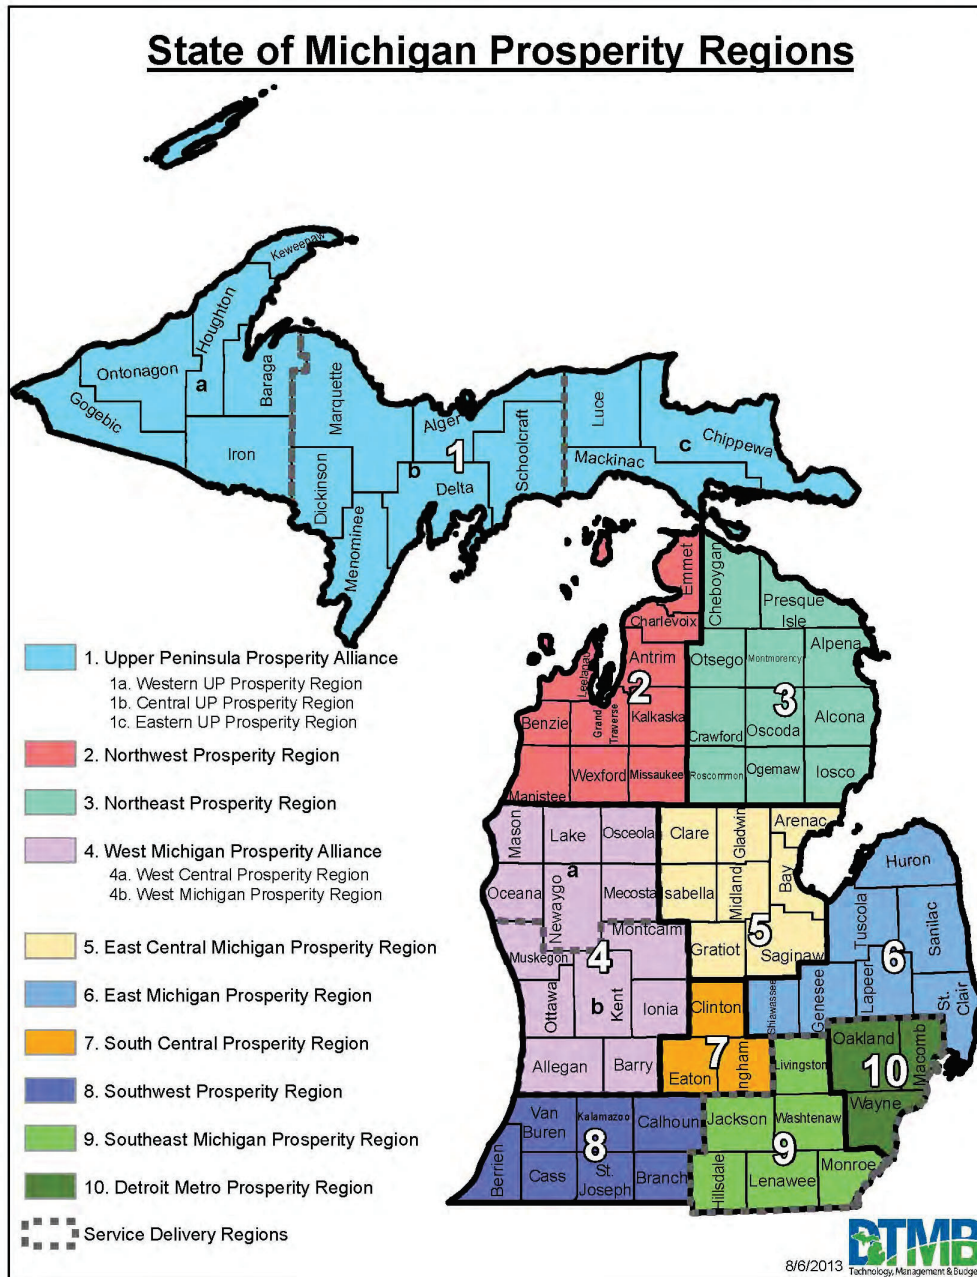 State of Michigan Prosperity Regions
Keweenaw
Houghton
Ontonagon
a
Baraga
Gogebic
Iron
Marquette
Alger
1
b
Delta
Schoolcraft
Dickinson
Menominee
Luce
c
Chippewa
Mackinac
Emmet
Cheboygan
Presque
Isle
Charlevoix
Antrim
Otsego
Montmorency
Alpena
Leelanau
2
3
Benzie
Grand
Traverse
Kalkaska
Crawford
Oscoda
Alcona
Manistee
Wexford
Missaukee
Roscommon
Ogemaw
Iosco
Mason
Lake
Osceola
Clare
Gladwin
Arenac
a
Oceana
Newaygo
Mecosta
Isabella
Midland
Bay
Huron
Montcalm
Gratiot
5
Saginaw
Tuscola
Sanilac
Muskegon
4
6
Ottawa
b
Kent
Ionia
Clinton
Shiawassee
Genesee
Lapeer
St.
Clair
Allegan
Barry
Eaton
7
Ingham
Livingston
Oakland
Macomb
10
Wayne
Van
Buren
Kalamazoo
Calhoun
Jackson
Washtenaw
8
9
Berrien
Cass
St.
Joseph
Branch
Hillsdale
Lenawee
Monroe
1. Upper Peninsula Prosperity Alliance
1a. Western UP Prosperity Region
1b. Central UP Prosperity Region
1c. Eastern UP Prosperity Region
2. Northwest Prosperity Region
3. Northeast Prosperity Region
4. West Michigan Prosperity Alliance
4a. West Central Prosperity Region
4b. West Michigan Prosperity Region
5. East Central Michigan Prosperity Region
6. East Michigan Prosperity Region
7. South Central Prosperity Region
8. Southwest Prosperity Region
9. Southeast Michigan Prosperity Region
10. Detroit Metro Prosperity Region
Service Delivery Regions
8/6/2013
DTMB
Technology, Management & Budget